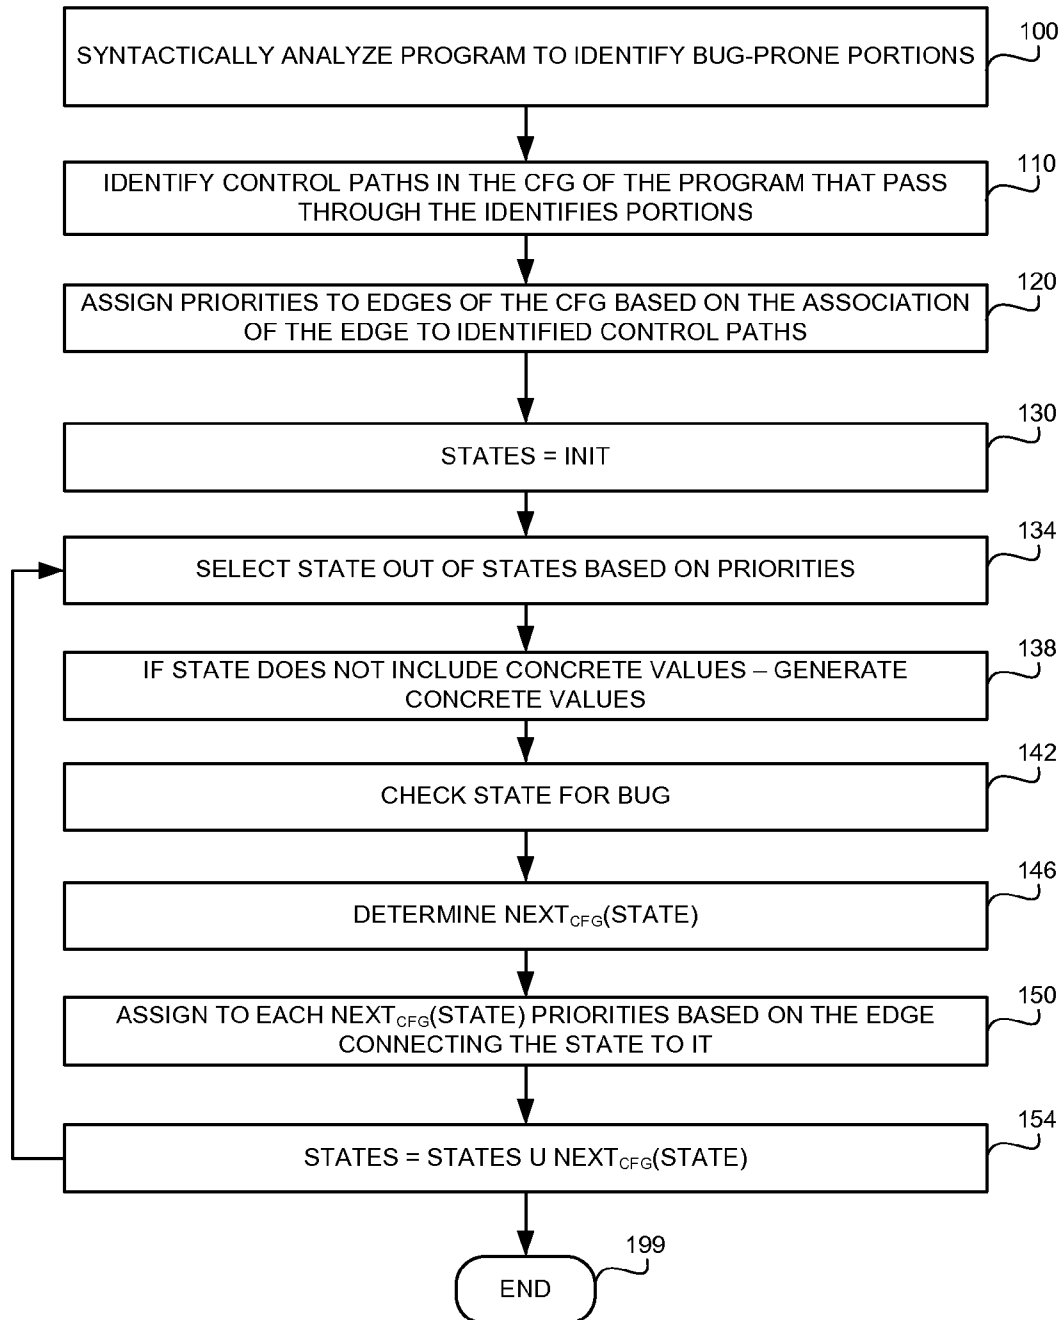 SYNTACTICALLY ANALYZE PROGRAM TO IDENTIFY BUG-PRONE PORTIONS
100
IDENTIFY CONTROL PATHS IN THE CFG OF THE PROGRAM THAT PASS
THROUGH THE IDENTIFIES PORTIONS
110
ASSIGN PRIORITIES TO EDGES OF THE CFG BASED ON THE ASSOCIATION
OF THE EDGE TO IDENTIFIED CONTROL PATHS
120
STATES = INIT
130
SELECT STATE OUT OF STATES BASED ON PRIORITIES
134
IF STATE DOES NOT INCLUDE CONCRETE VALUES – GENERATE
CONCRETE VALUES
138
CHECK STATE FOR BUG
142
DETERMINE NEXTCFG(STATE)
146
ASSIGN TO EACH NEXTCFG(STATE) PRIORITIES BASED ON THE EDGE
CONNECTING THE STATE TO IT
150
STATES = STATES U NEXTCFG(STATE)
154
END
199